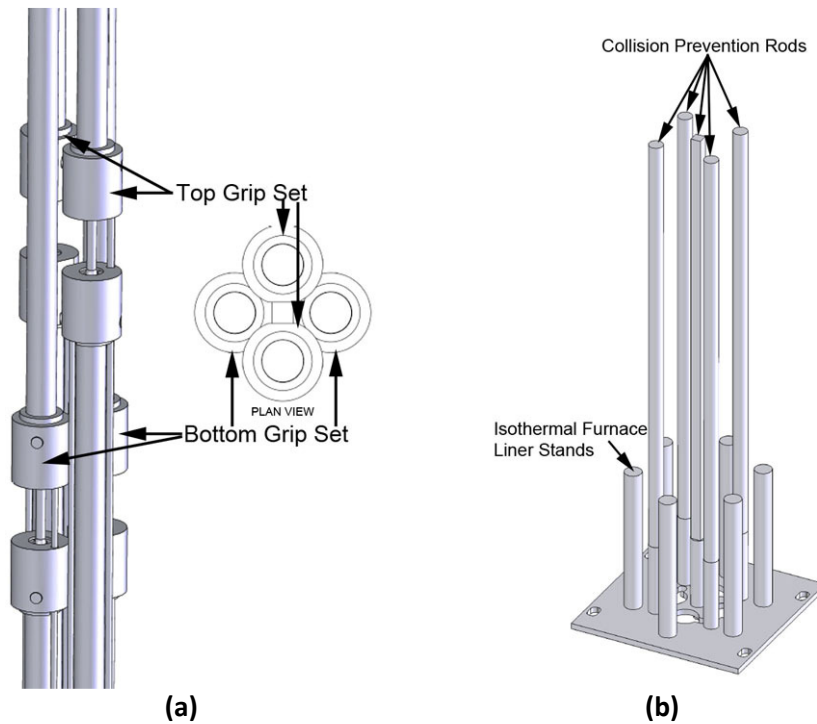 Top Grip Set
PLAN VIEW
Bottom Grip Set
(a)
Collision Prevention Rods
Isothermal Furnace
Liner Stands
(b)